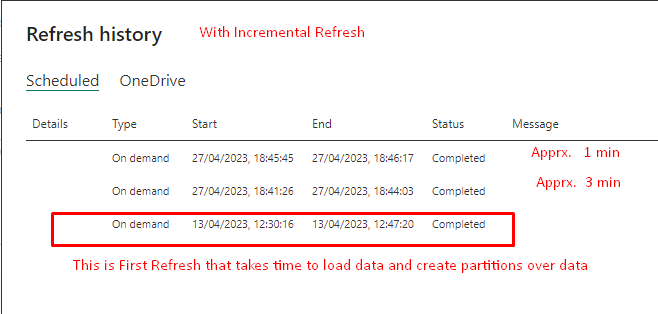 Refresh history With Incremental Refresh
Scheduled OneDrive
Details Type Start End Status Message
On demand 27/04/2023, 18:45:45 27/04/2023, 18:46:17 Completed Apprx. 1 min
On demand 27/04/2023, 18:41:26 27/04/2023, 18:44:03 Completed Apprx. 3 min
On demand 13/04/2023, 12:30:16 13/04/2023, 12:47:20 Completed
This is First Refresh that takes time to load data and create partitions over data